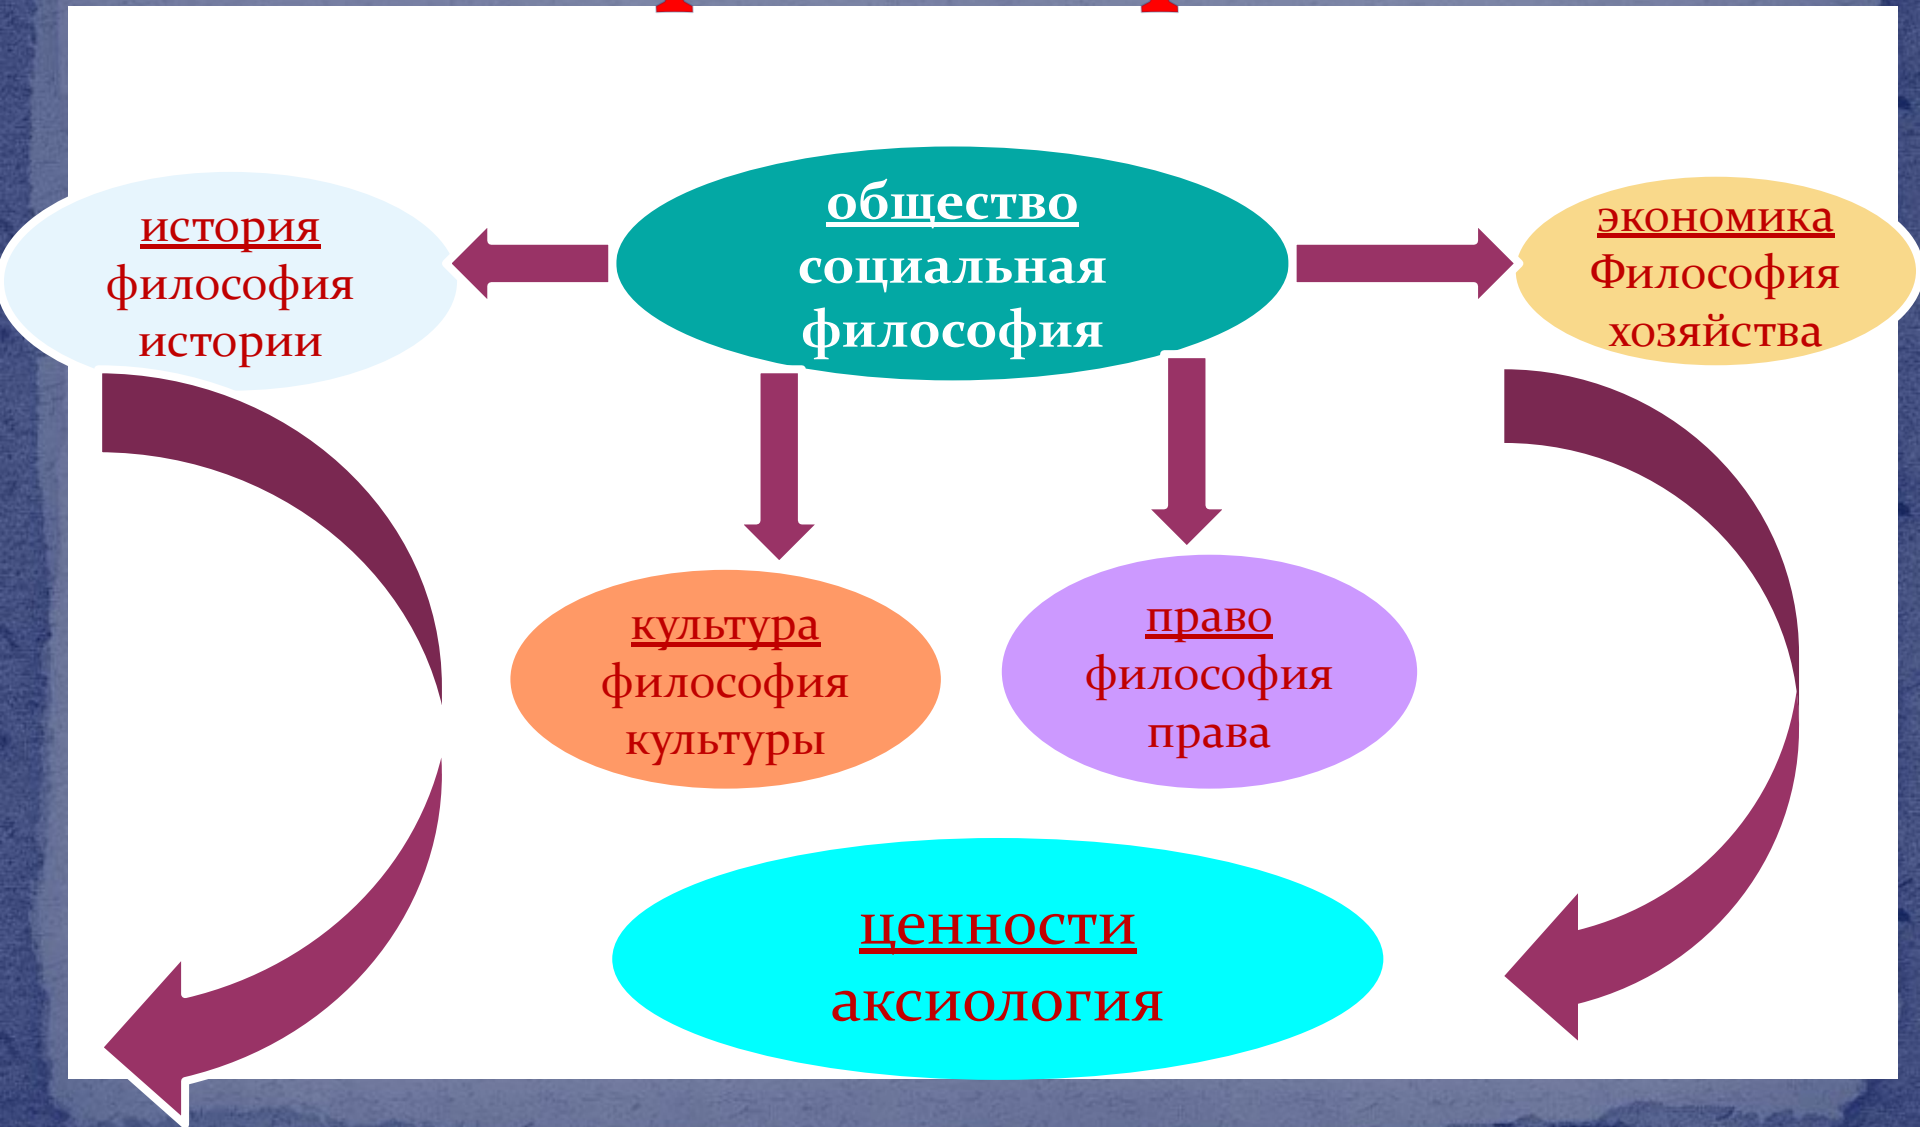 общество
социальная
философия
история
философия
истории
экономика
Философия
хозяйства
культура
философия
культуры
право
философия
права
ценности
аксиология